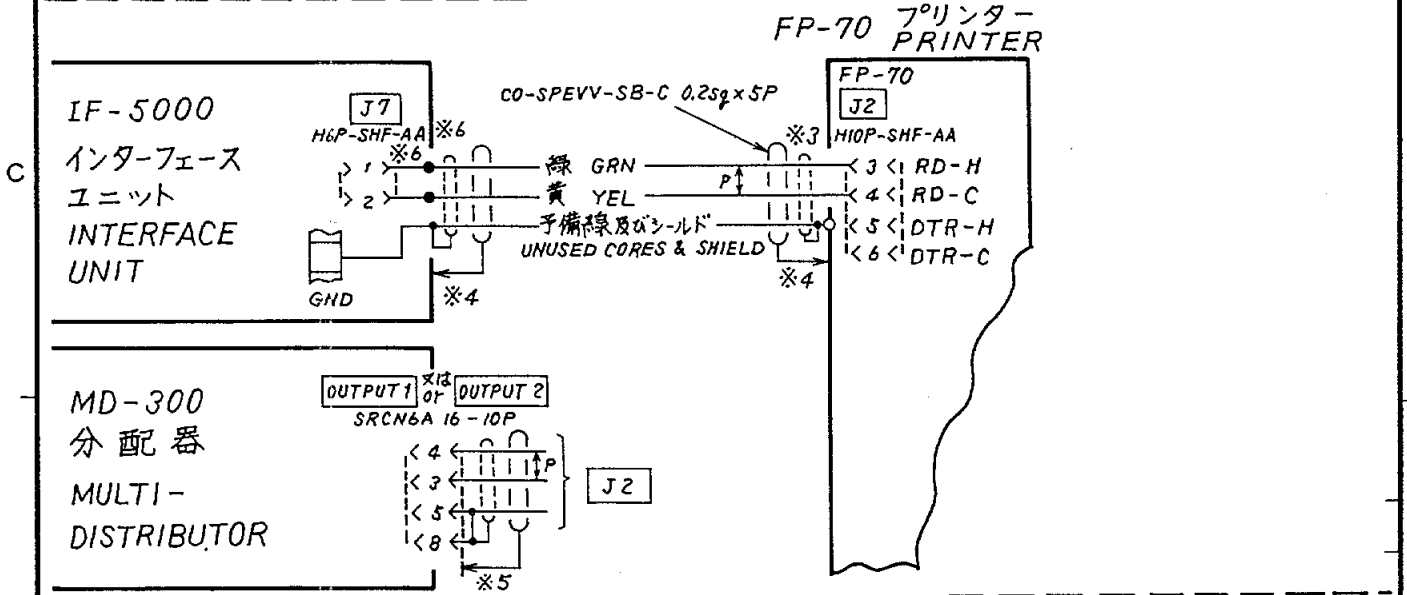 FP-70 プリンター
PRINTER
C
IF-5000
インターフェース
ユニット
INTERFACE
UNIT
J7
H6P-SHF-AA
※6
※6
1
2
GND
※4
CO-SPEVV-SB-C 0.2sq×5P
緑 GRN
黄 YEL
予備線及びシールド
UNUSED CORES & SHIELD
P
※3
※4
FP-70
J2
H10P-SHF-AA
3 RD-H
4 RD-C
5 DTR-H
6 DTR-C
MD-300
分配器
MULTI-
DISTRIBUTOR
OUTPUT 1 又は or OUTPUT 2
SRCN6A 16-10P
4
3
5
8
P
J2
※5